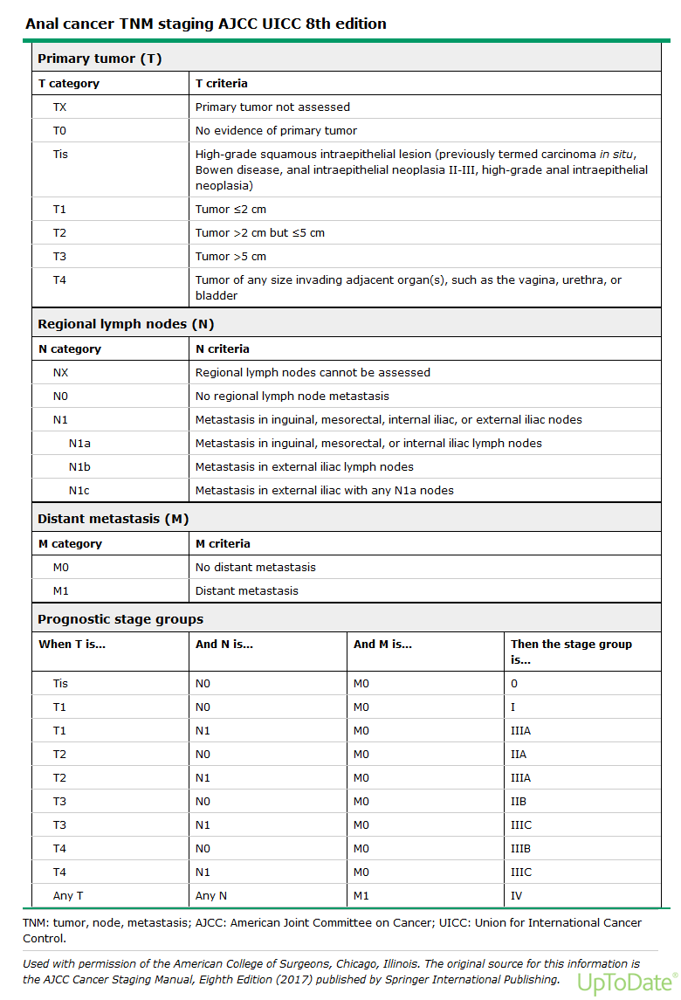 Anal cancer TNM staging AJCC UICC 8th edition
Primary tumor (T)
T category T criteria
TX Primary tumor not assessed
T0 No evidence of primary tumor
Tis High-grade squamous intraepithelial lesion (previously termed carcinoma in situ,
Bowen disease, anal intraepithelial neoplasia II-III, high-grade anal intraepithelial
neoplasia)
T1 Tumor ≤2 cm
T2 Tumor >2 cm but ≤5 cm
T3 Tumor >5 cm
T4 Tumor of any size invading adjacent organ(s), such as the vagina, urethra, or
bladder
Regional lymph nodes (N)
N category N criteria
NX Regional lymph nodes cannot be assessed
N0 No regional lymph node metastasis
N1 Metastasis in inguinal, mesorectal, internal iliac, or external iliac nodes
N1a Metastasis in inguinal, mesorectal, or internal iliac lymph nodes
N1b Metastasis in external iliac lymph nodes
N1c Metastasis in external iliac with any N1a nodes
Distant metastasis (M)
M category M criteria
M0 No distant metastasis
M1 Distant metastasis
Prognostic stage groups
When T is... And N is... And M is... Then the stage group
is...
Tis N0 M0 0
T1 N0 M0 I
T1 N1 M0 IIIA
T2 N0 M0 IIA
T2 N1 M0 IIIA
T3 N0 M0 IIB
T3 N1 M0 IIIC
T4 N0 M0 IIIB
T4 N1 M0 IIIC
Any T Any N M1 IV
TNM: tumor, node, metastasis; AJCC: American Joint Committee on Cancer; UICC: Union for International Cancer
Control.
Used with permission of the American College of Surgeons, Chicago, Illinois. The original source for this information is
the AJCC Cancer Staging Manual, Eighth Edition (2017) published by Springer International Publishing.
UpToDate®